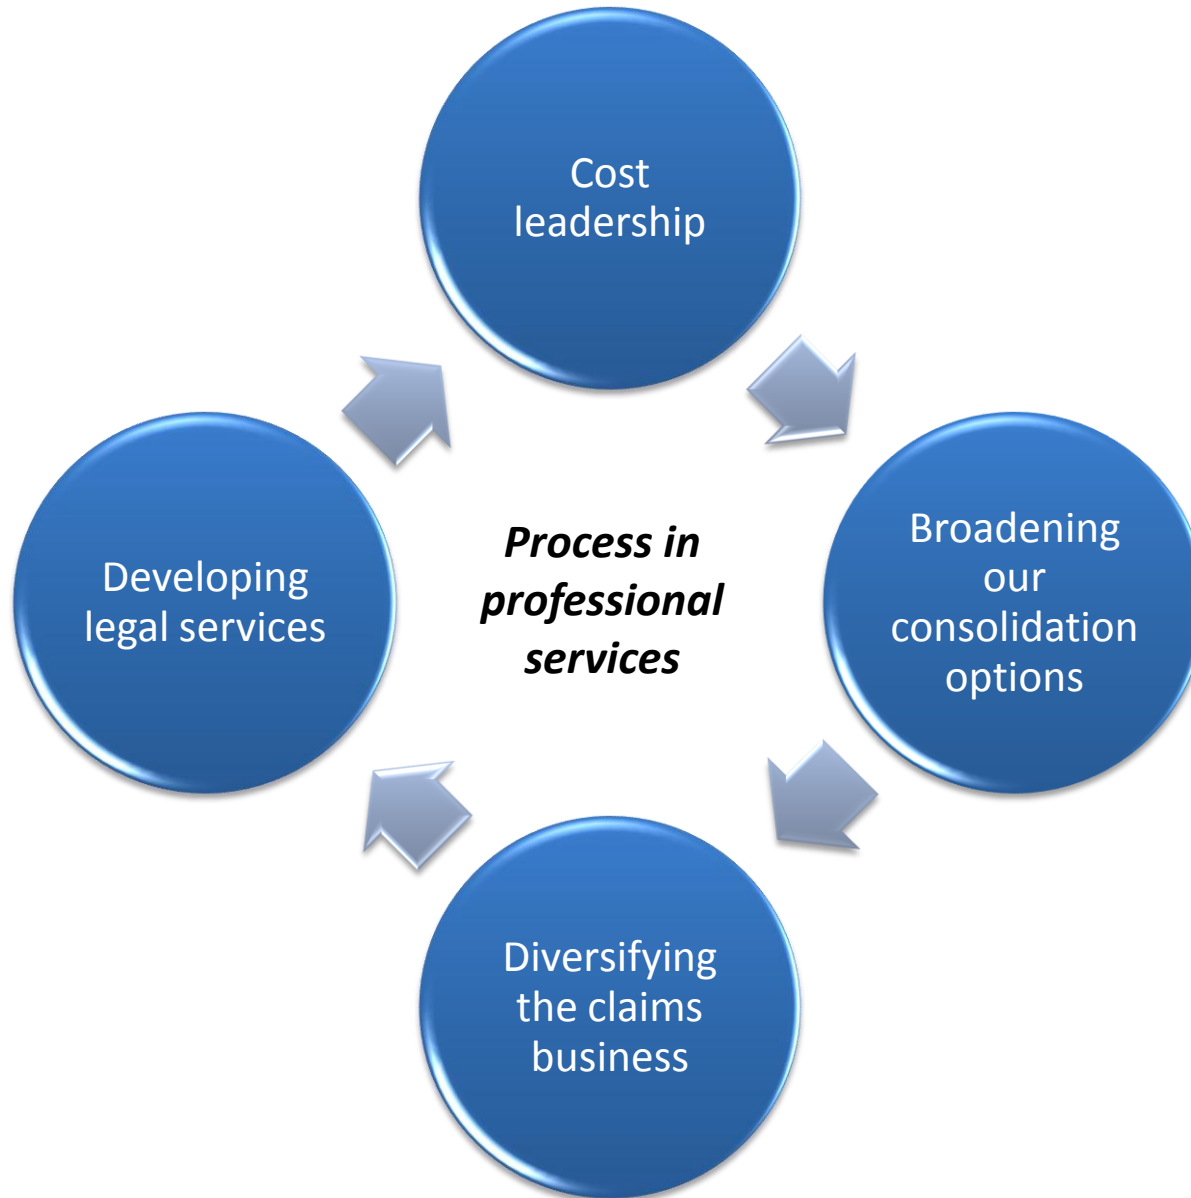 Cost
leadership
Broadening
our
consolidation
options
Diversifying
the claims
business
Developing
legal services
Process in
professional
services